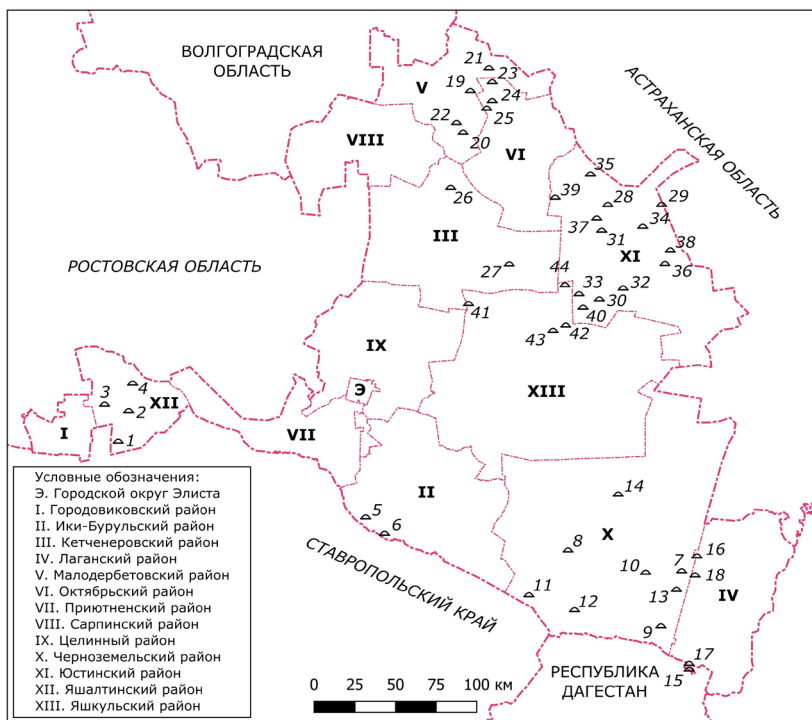 ВОЛГОГРАДСКАЯ
ОБЛАСТЬ
АСТРАХАНСКАЯ ОБЛАСТЬ
РОСТОВСКАЯ ОБЛАСТЬ
СТАВРОПОЛЬСКИЙ КРАЙ
РЕСПУБЛИКА
ДАГЕСТАН
21
V
19
23
24
25
22
20
VIII
VI
35
26
39
28
29
37
31
34
III
XI
38
27
36
44
33
32
30
41
40
43
42
IX
XIII
Э
4
3
XII
2
I
1
VII
II
14
5
6
8
X
16
7
10
18
11
13
IV
12
9
17
15
Условные обозначения:
Э. Городской округ Элиста
I. Городовиковский район
II. Ики-Бурульский район
III. Кетченеровский район
IV. Лаганский район
V. Малодербетовский район
VI. Октябрьский район
VII. Приютненский район
VIII. Сарпинский район
IX. Целинный район
X. Черноземельский район
XI. Юстинский район
XII. Яшалтинский район
XIII. Яшкульский район
0 25 50 75 100 км